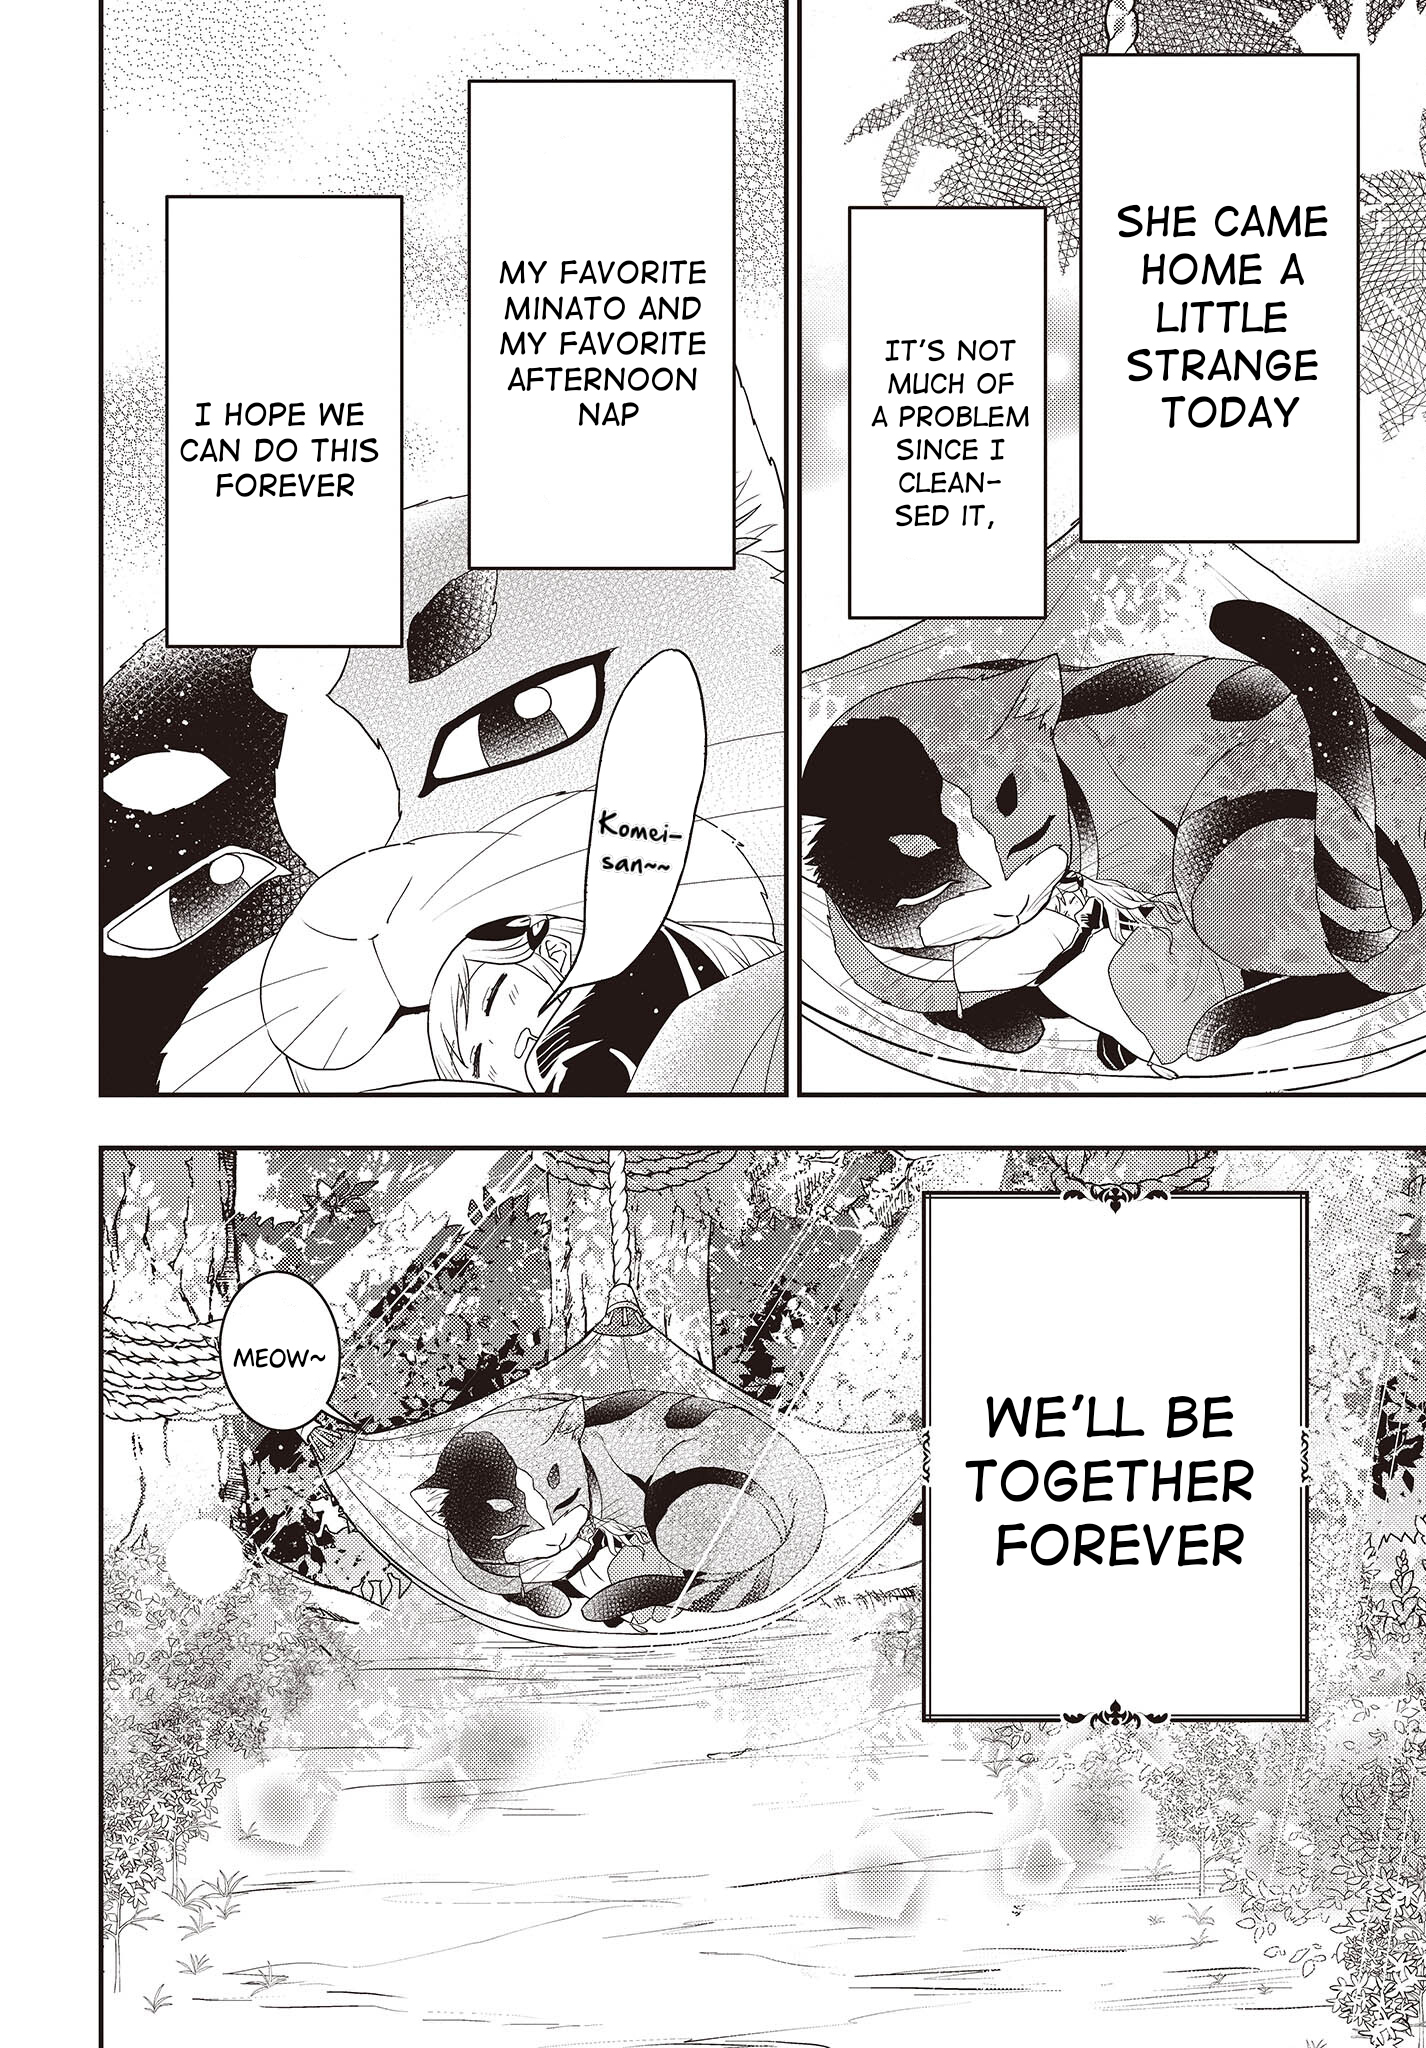 SHE CAME
HOME A
LITTLE
STRANGE
TODAY
IT'S NOT
MUCH OF
A PROBLEM
SINCE I
CLEAN-
SED IT,
MY FAVORITE
MINATO AND
MY FAVORITE
AFTERNOON
NAP
I HOPE WE
CAN DO THIS
FOREVER
Komei-
san~~
WE'LL BE
TOGETHER
FOREVER
MEOW~